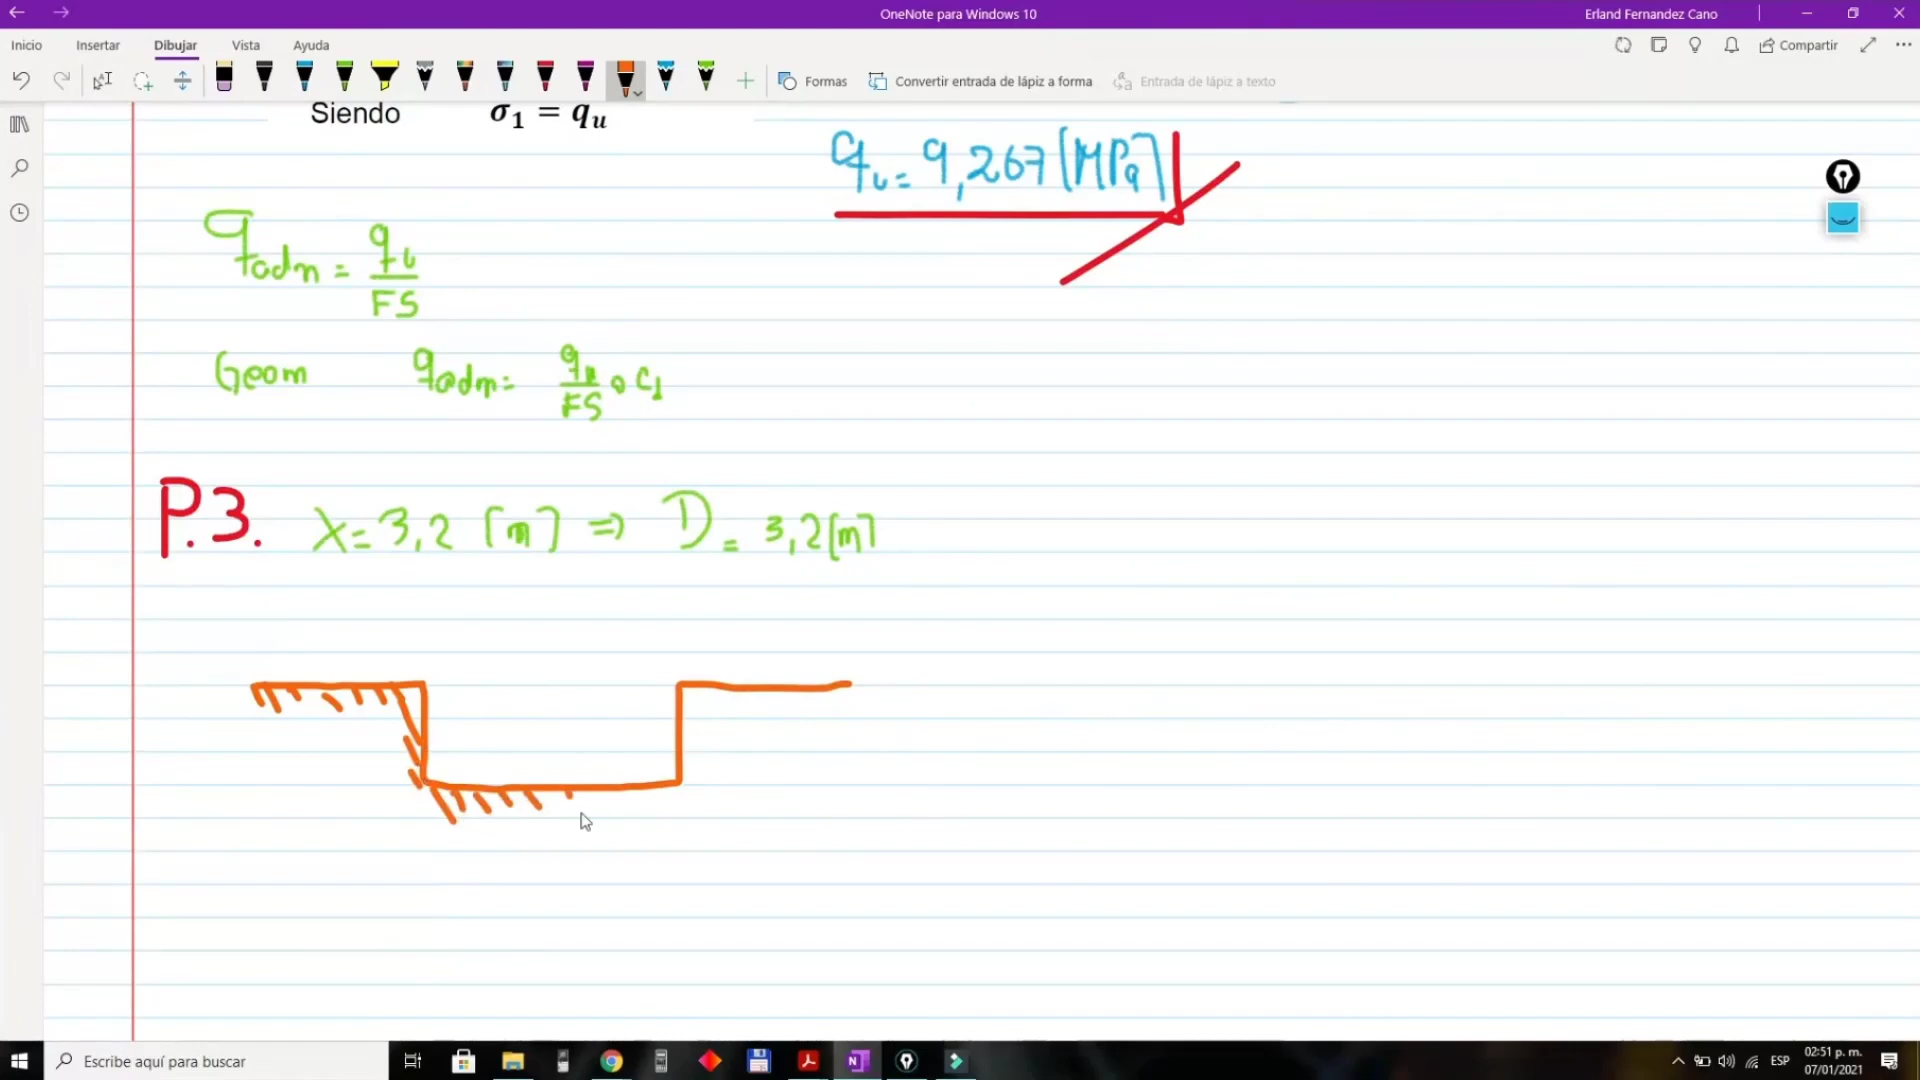 OneNote para Windows 10
Erland Fernandez Cano
Inicio Insertar Dibujar Vista Ayuda
Compartir
Formas Convertir entrada de lápiz a forma Entrada de lápiz a texto
Siendo σ₁ = qᵤ
qᵤ = 9,267 [MPa]
qadm = qᵤ / FS
Geom qadm = qᵤ / FS • C₁
P.3. X = 3,2 [m] ⇒ D = 3,2 [m]
Escribe aquí para buscar
ESP
02:51 p. m.
07/01/2021